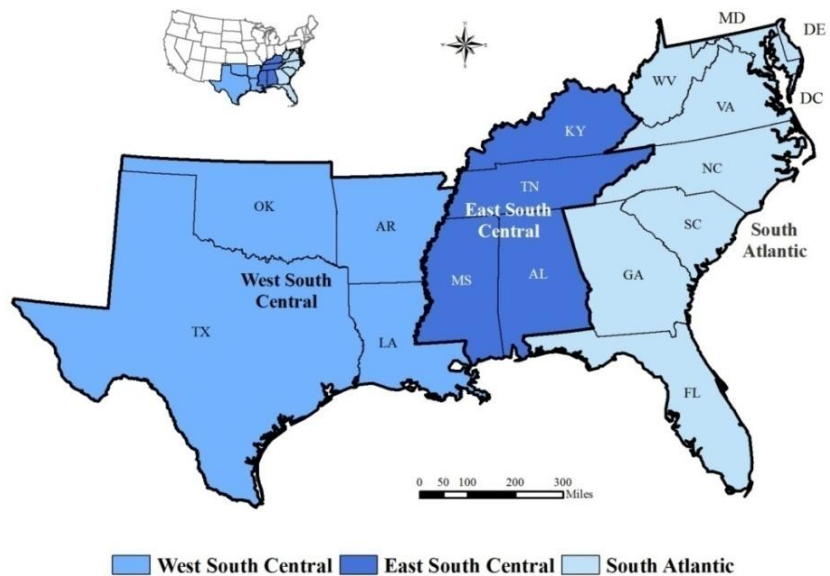 MD
DE
WV
DC
VA
KY
NC
TN
OK
AR
East South
Central
SC
South
Atlantic
West South
Central
MS
AL
GA
TX
LA
FL
0 50 100 200 300
Miles
West South Central East South Central South Atlantic